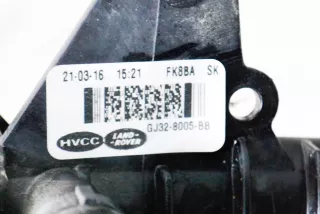 21-03-16 15:21 FK8BA SK
HVCC LAND-ROVER GJ32-8005-BB